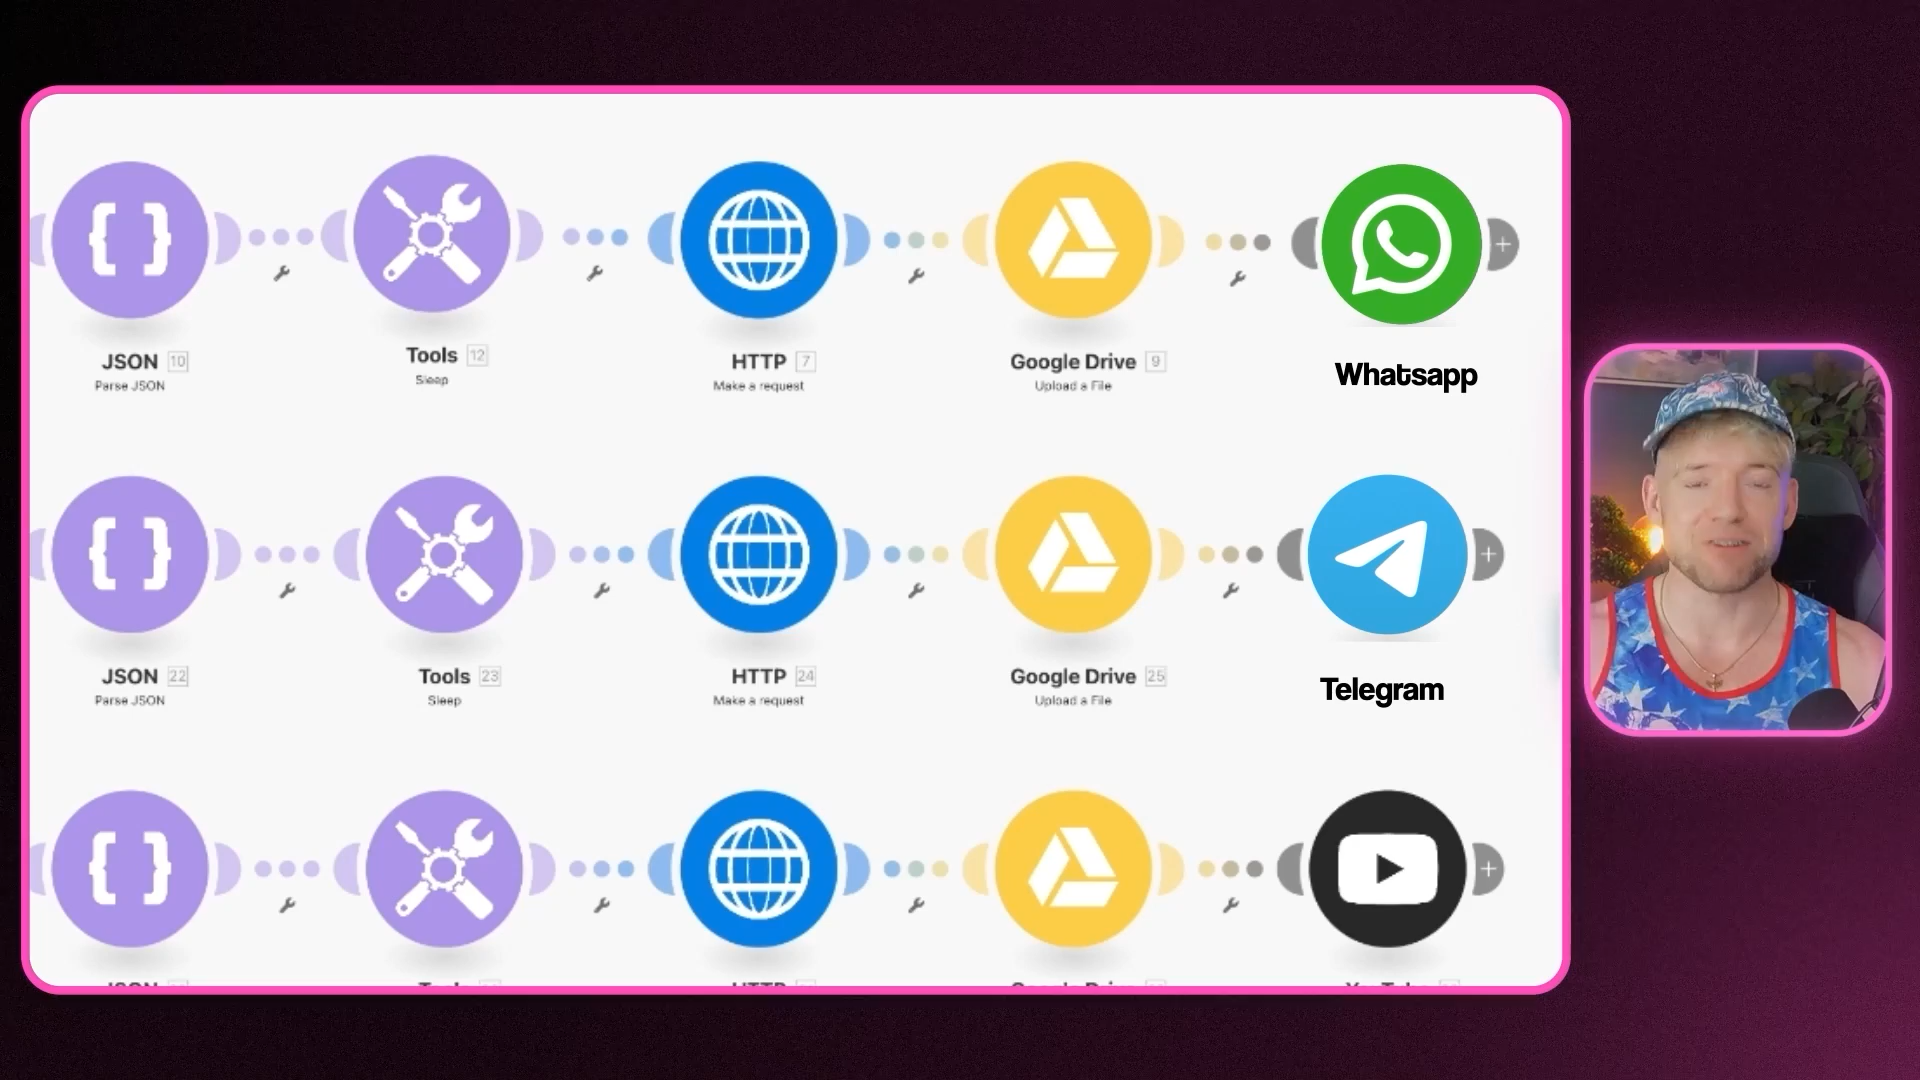 JSON 10
Parse JSON
Tools 12
Sleep
HTTP 7
Make a request
Google Drive 9
Upload a File
Whatsapp
JSON 22
Parse JSON
Tools 23
Sleep
HTTP 24
Make a request
Google Drive 25
Upload a File
Telegram